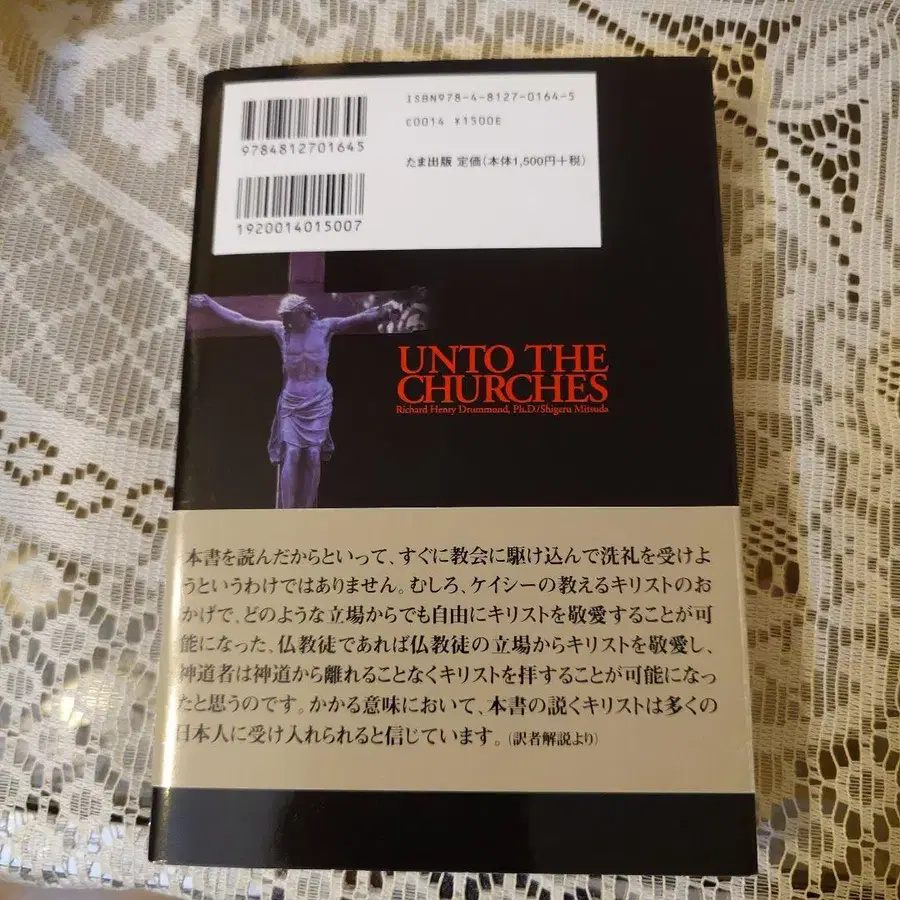 ISBN978-4-8127-0164-5
C0014 ¥1500E
9784812701645
たま出版 定価(本体1,500円+税)
1920014015007
UNTO THE
CHURCHES
Richard Henry Drummond, Ph.D/Shigeru Mitsuda
本書を読んだからといって、すぐに教会に駆け込んで洗礼を受けよ
うというわけではありません。むしろ、ケイシーの教えるキリストのお
かげで、どのような立場からでも自由にキリストを敬愛することが可
能になった、仏教徒であれば仏教徒の立場からキリストを敬愛し、
神道者は神道から離れることなくキリストを拝することが可能になっ
たと思うのです。かかる意味において、本書の説くキリストは多くの
日本人に受け入れられると信じています。(訳者解説より)